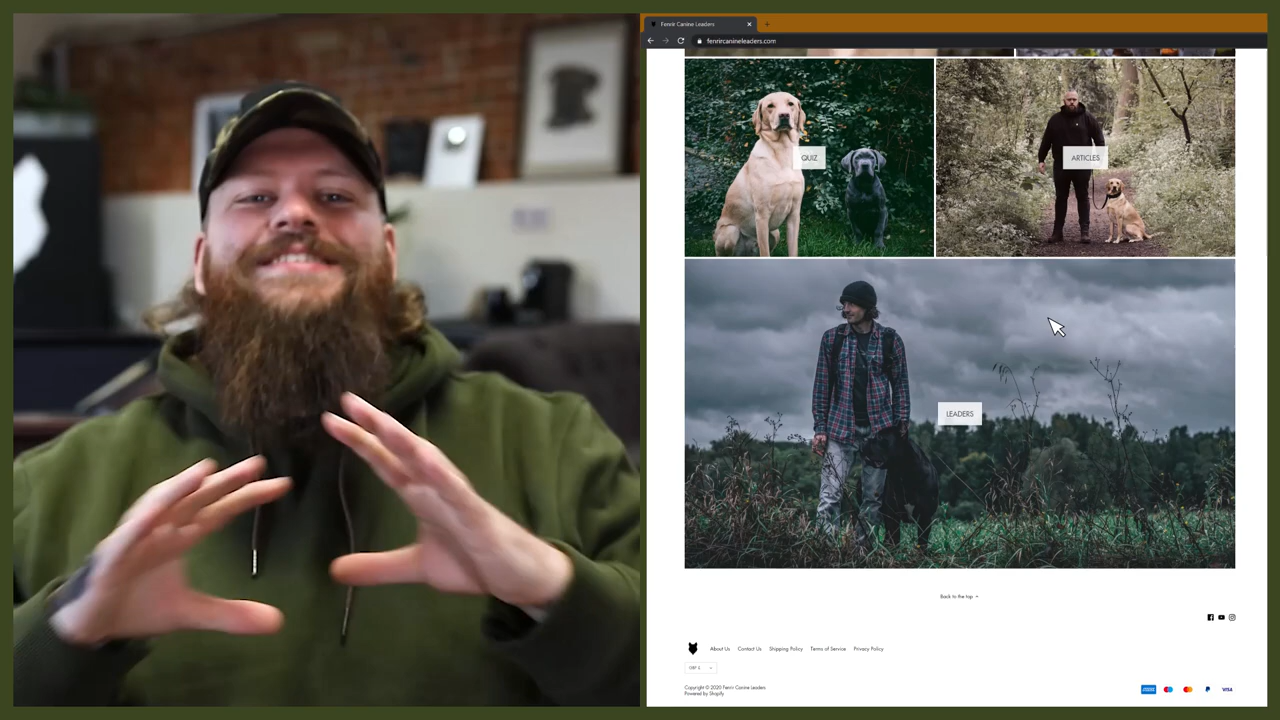 Fenrir Canine Leaders
fenrircanineleaders.com
QUIZ
ARTICLES
LEADERS
Back to the top
About Us Contact Us Shipping Policy Terms of Service Privacy Policy
Copyright © 2020 Fenrir Canine Leaders
Powered by Shopify
VISA